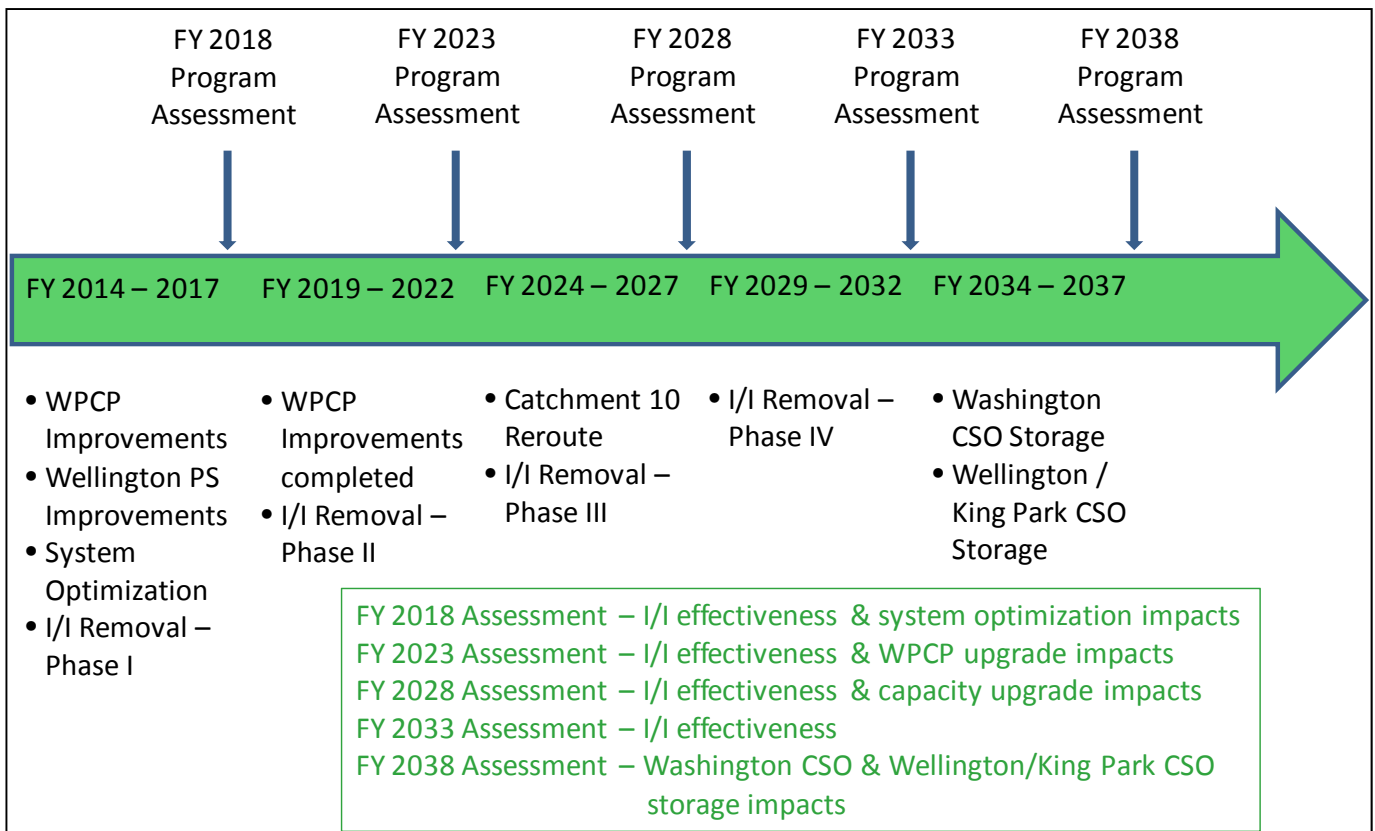 FY 2018
Program
Assessment
FY 2023
Program
Assessment
FY 2028
Program
Assessment
FY 2033
Program
Assessment
FY 2038
Program
Assessment
FY 2014 – 2017
FY 2019 – 2022
FY 2024 – 2027
FY 2029 – 2032
FY 2034 – 2037
• WPCP
Improvements
• Wellington PS
Improvements
• System
Optimization
• I/I Removal –
Phase I
• WPCP
Improvements
completed
• I/I Removal –
Phase II
• Catchment 10
Reroute
• I/I Removal –
Phase III
• I/I Removal –
Phase IV
• Washington
CSO Storage
• Wellington /
King Park CSO
Storage
FY 2018 Assessment – I/I effectiveness & system optimization impacts
FY 2023 Assessment – I/I effectiveness & WPCP upgrade impacts
FY 2028 Assessment – I/I effectiveness & capacity upgrade impacts
FY 2033 Assessment – I/I effectiveness
FY 2038 Assessment – Washington CSO & Wellington/King Park CSO
storage impacts